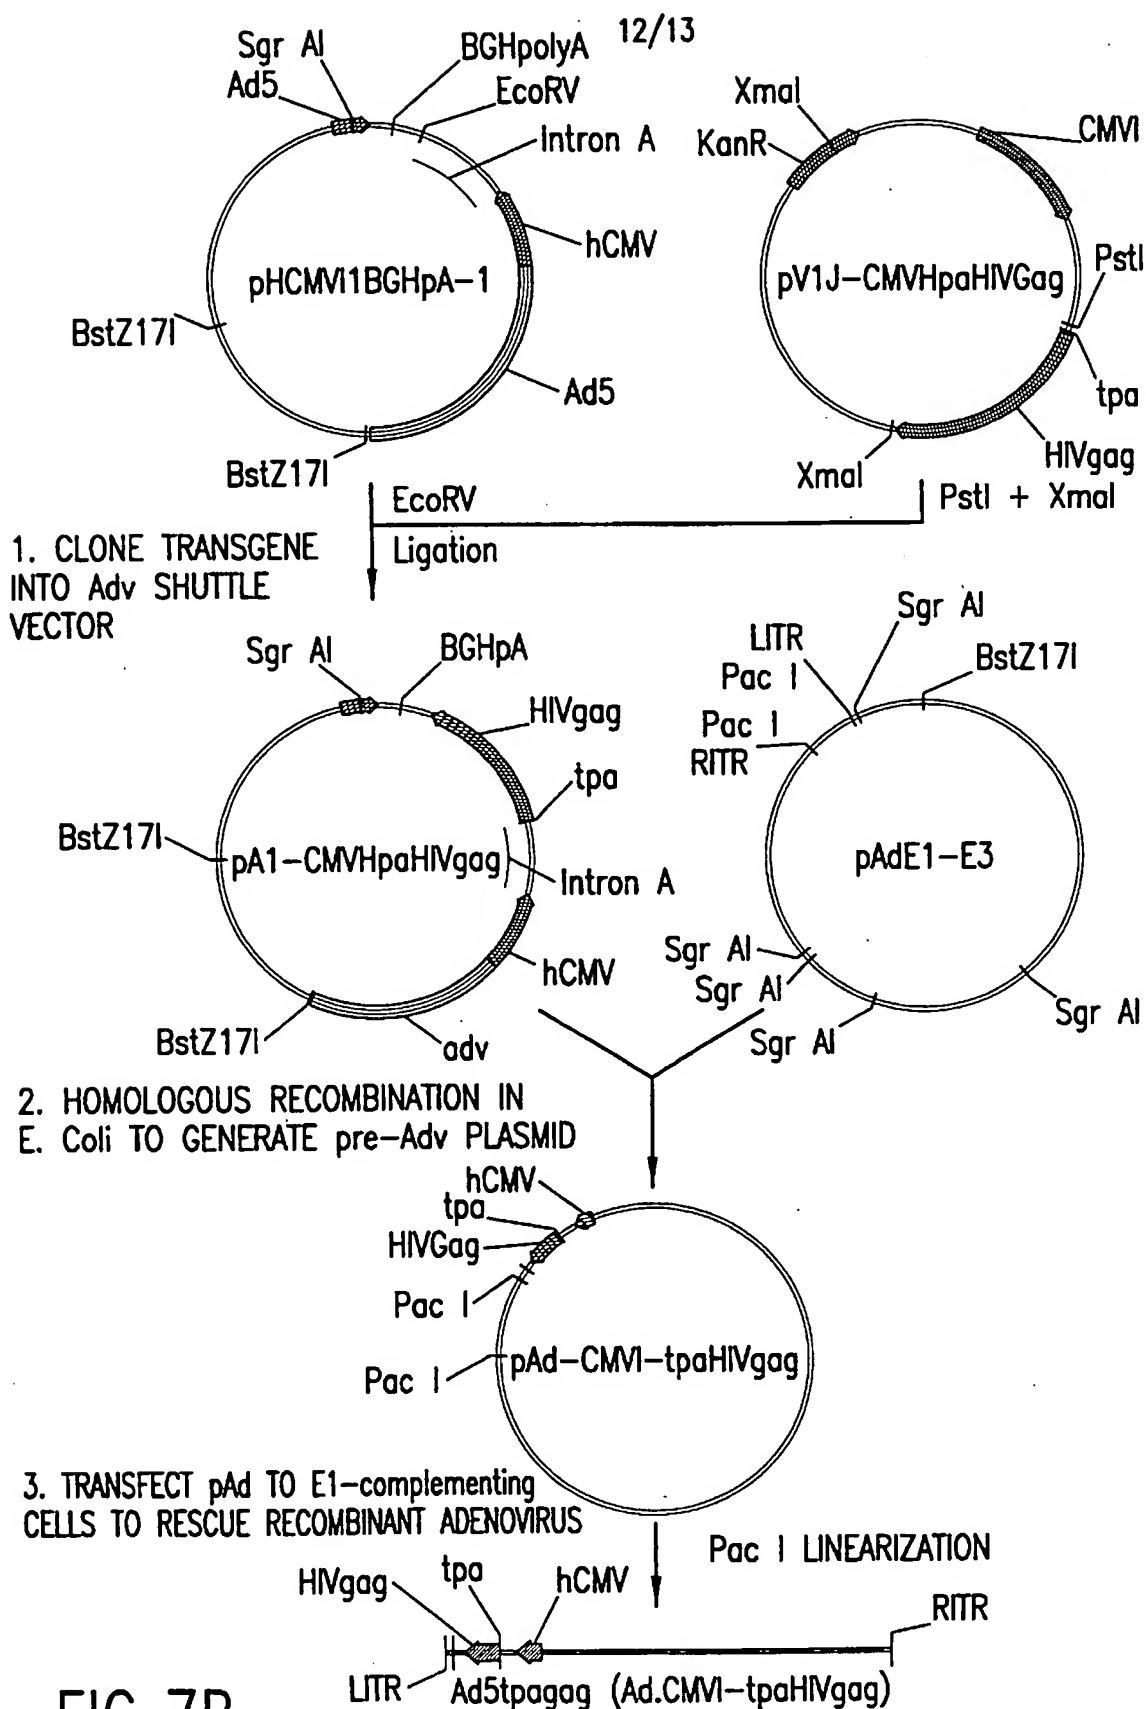 12/13
Sgr AI
Ad5
BGHpolyA
EcoRV
Intron A
hCMV
pHCMVI1BGHpA-1
BstZ17I
Ad5
BstZ17I
XmaI
KanR
CMVI
pV1J-CMVHpaHIVGag
PstI
tpa
HIVgag
XmaI
EcoRV
PstI + XmaI
Ligation
1. CLONE TRANSGENE
INTO Adv SHUTTLE
VECTOR
Sgr AI
BGHpA
HIVgag
tpa
BstZ17I
pA1-CMVHpaHIVgag
Intron A
hCMV
BstZ17I
adv
Sgr AI
LITR
Pac I
BstZ17I
Pac I
RITR
pAdE1-E3
Sgr AI
Sgr AI
Sgr AI
Sgr AI
2. HOMOLOGOUS RECOMBINATION IN
E. Coli TO GENERATE pre-Adv PLASMID
hCMV
tpa
HIVGag
Pac I
pAd-CMVI-tpaHIVgag
Pac I
3. TRANSFECT pAd TO E1-complementing
CELLS TO RESCUE RECOMBINANT ADENOVIRUS
Pac I LINEARIZATION
HIVgag
tpa
hCMV
RITR
LITR
Ad5tpagag (Ad.CMVI-tpaHIVgag)
FIG. 7B